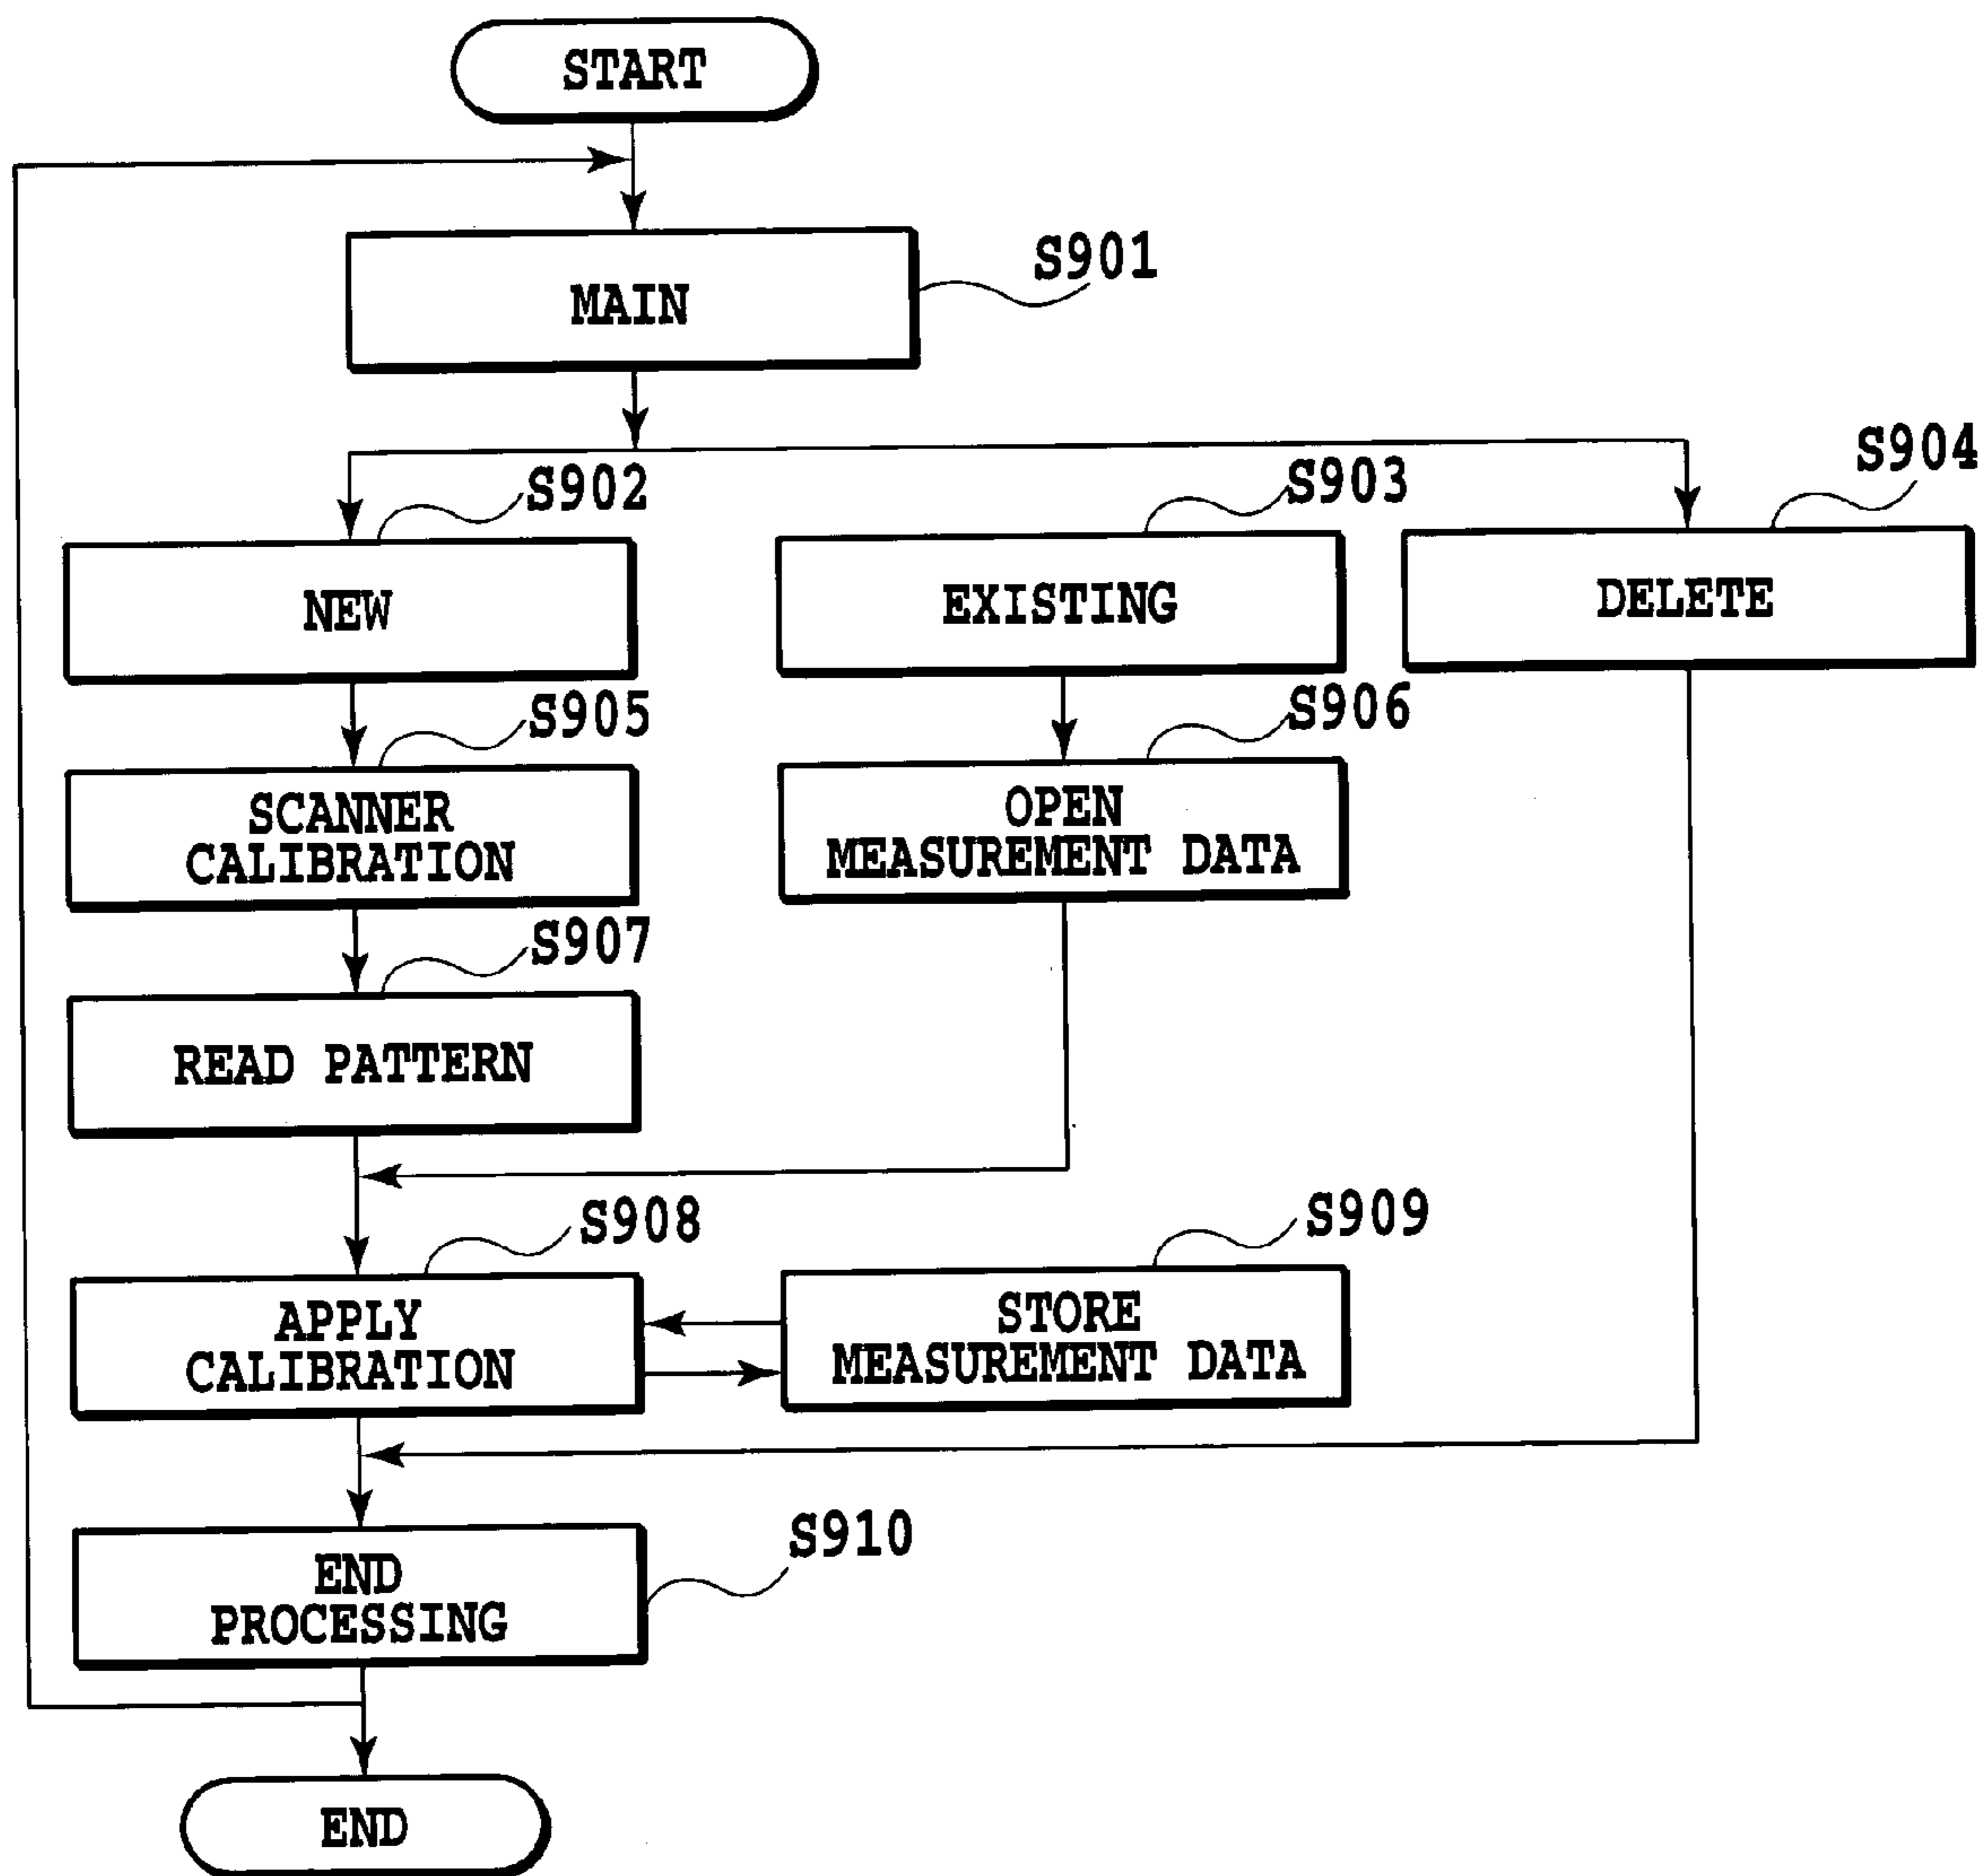 START
S901
MAIN
S902
S903
S904
NEW
EXISTING
DELETE
S905
S906
SCANNER
CALIBRATION
OPEN
MEASUREMENT DATA
S907
READ PATTERN
S908
S909
APPLY
CALIBRATION
STORE
MEASUREMENT DATA
S910
END
PROCESSING
END